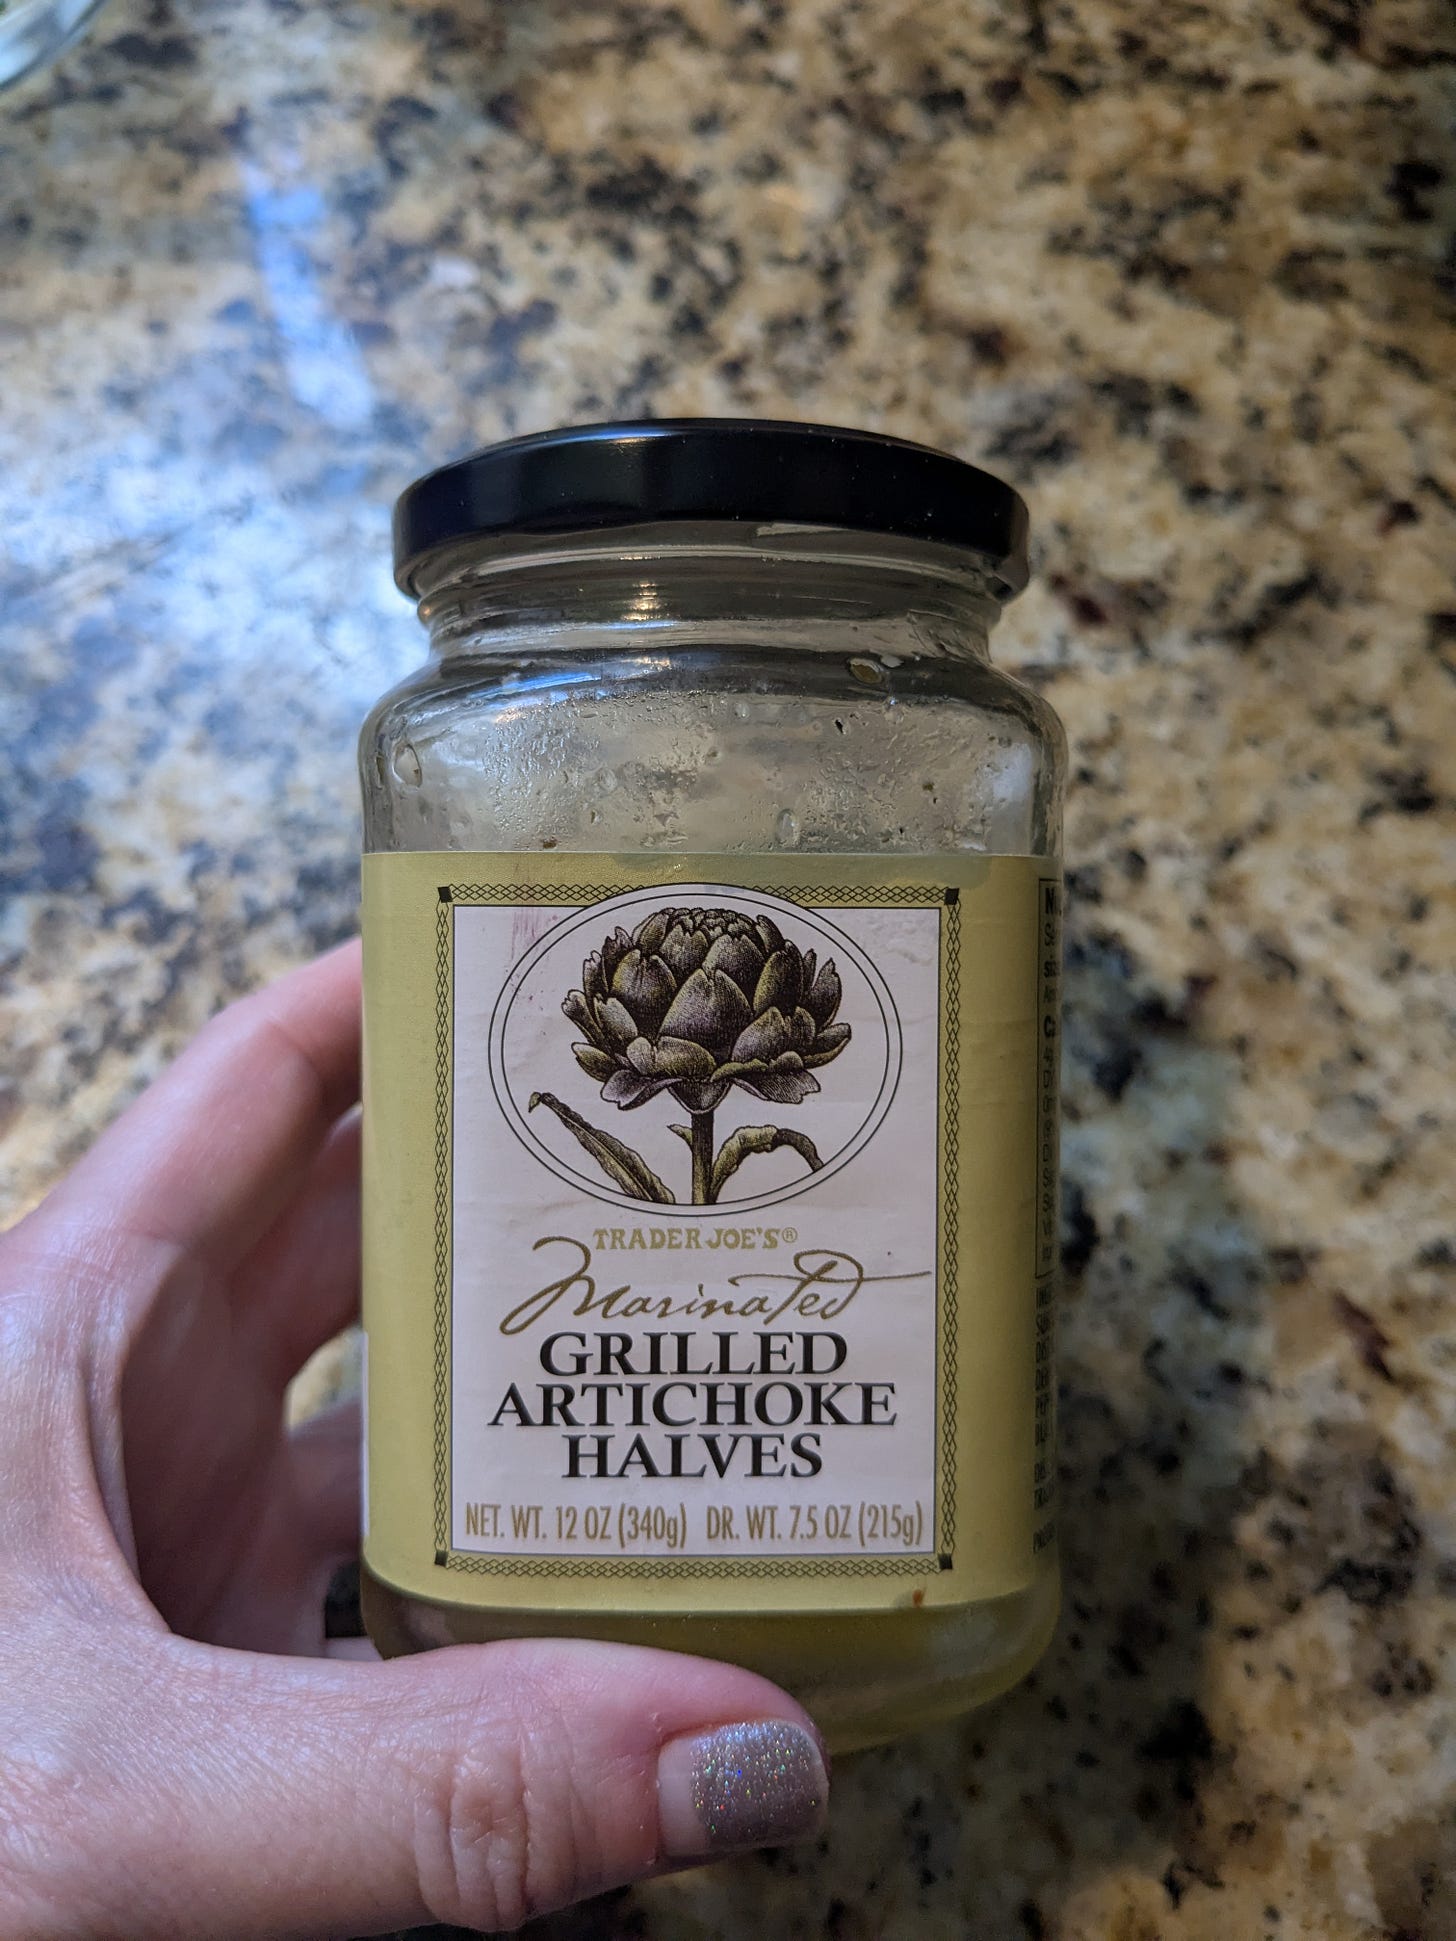 TRADER JOE'S®
Marinated
GRILLED
ARTICHOKE
HALVES
NET. WT. 12 OZ (340g) DR. WT. 7.5 OZ (215g)